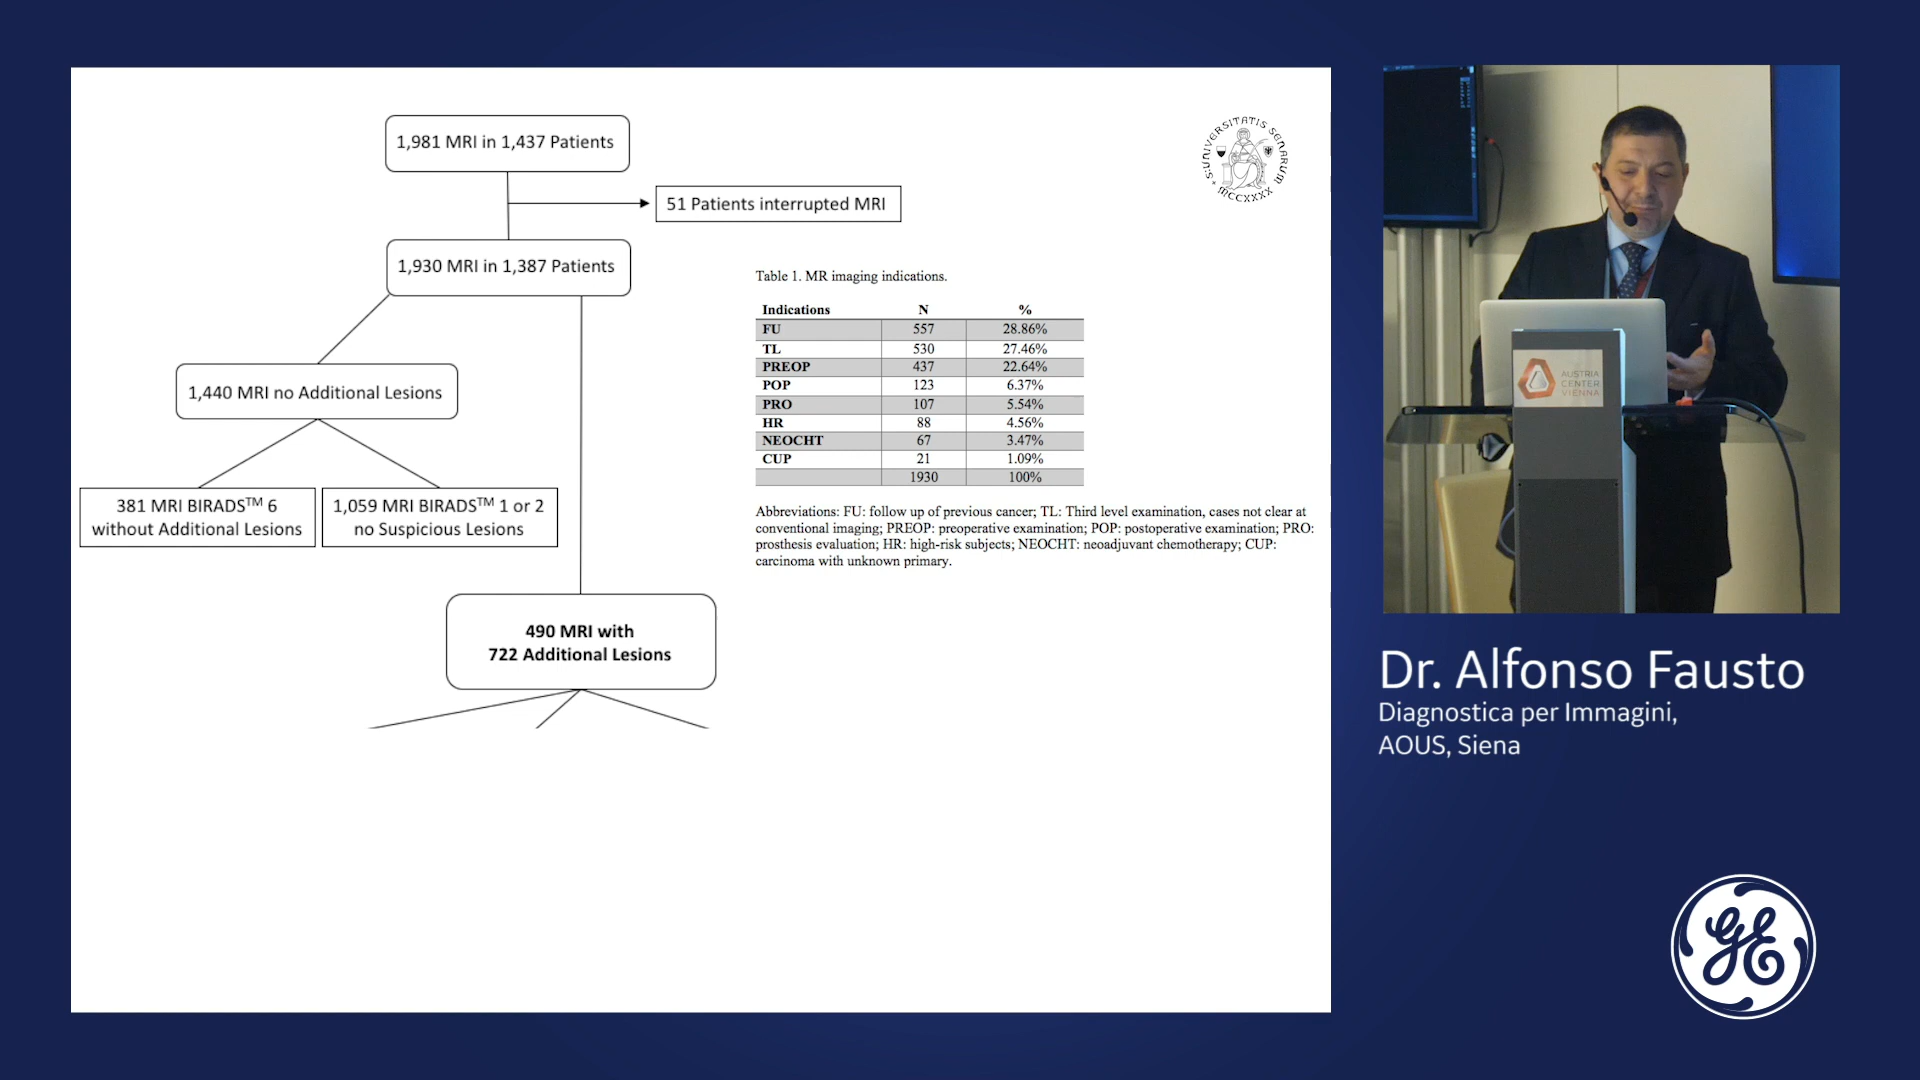 1,981 MRI in 1,437 Patients
51 Patients interrupted MRI
1,930 MRI in 1,387 Patients
1,440 MRI no Additional Lesions
381 MRI BIRADS™ 6
without Additional Lesions
1,059 MRI BIRADS™ 1 or 2
no Suspicious Lesions
490 MRI with
722 Additional Lesions
S·UNIVERSITATIS SENARUM
MCCXXXX
Table 1. MR imaging indications.
Indications N %
FU 557 28.86%
TL 530 27.46%
PREOP 437 22.64%
POP 123 6.37%
PRO 107 5.54%
HR 88 4.56%
NEOCHT 67 3.47%
CUP 21 1.09%
1930 100%
Abbreviations: FU: follow up of previous cancer; TL: Third level examination, cases not clear at
conventional imaging; PREOP: preoperative examination; POP: postoperative examination; PRO:
prosthesis evaluation; HR: high-risk subjects; NEOCHT: neoadjuvant chemotherapy; CUP:
carcinoma with unknown primary.
AUSTRIA
CENTER
VIENNA
Dr. Alfonso Fausto
Diagnostica per Immagini,
AOUS, Siena
GE